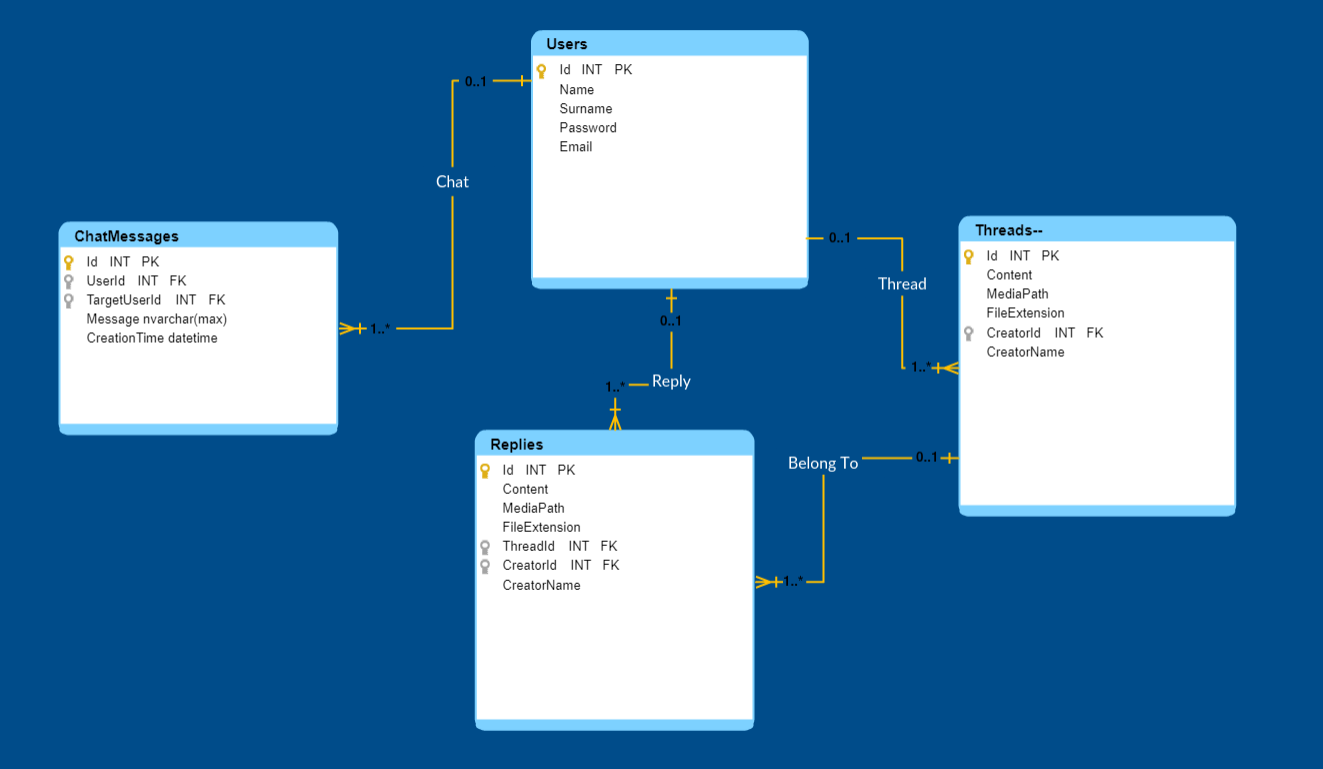 Users
Id INT PK
Name
Surname
Password
Email
0..1
Chat
1..*
ChatMessages
Id INT PK
UserId INT FK
TargetUserId INT FK
Message nvarchar(max)
CreationTime datetime
0..1
Thread
1..*
Threads--
Id INT PK
Content
MediaPath
FileExtension
CreatorId INT FK
CreatorName
0..1
Reply
1..*
Replies
Id INT PK
Content
MediaPath
FileExtension
ThreadId INT FK
CreatorId INT FK
CreatorName
Belong To
0..1
1..*